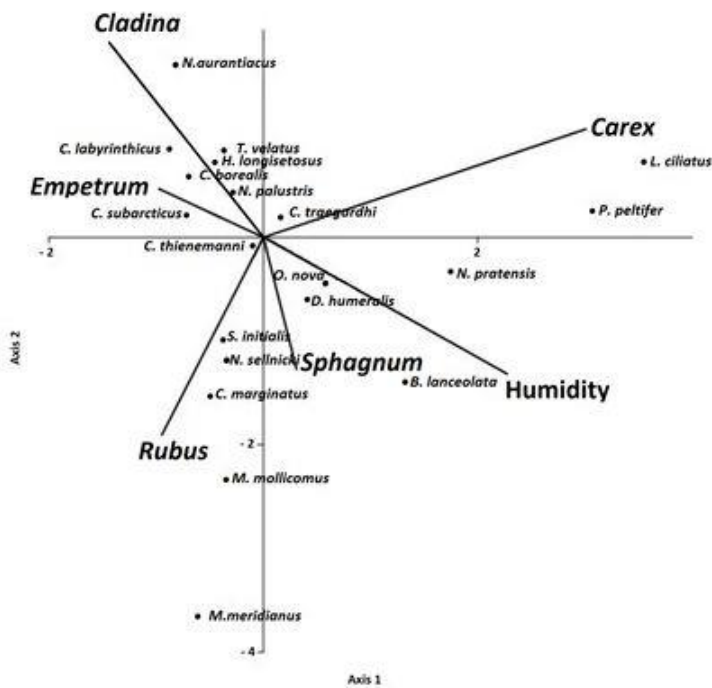 Cladina
N.aurantiacus
Carex
C. labyrinthicus
T. velatus
L. ciliatus
H. longisetosus
C. borealis
Empetrum
N. palustris
C. subarcticus
C. traegardhi
P. peltifer
- 2
2
C. thienemanni
O. nova
N. pratensis
D. humeralis
Axis 2
S. initialis
N. sellnicki
Sphagnum
B. lanceolata
Humidity
C. marginatus
Rubus
- 2
M. mollicomus
M.meridianus
- 4
Axis 1